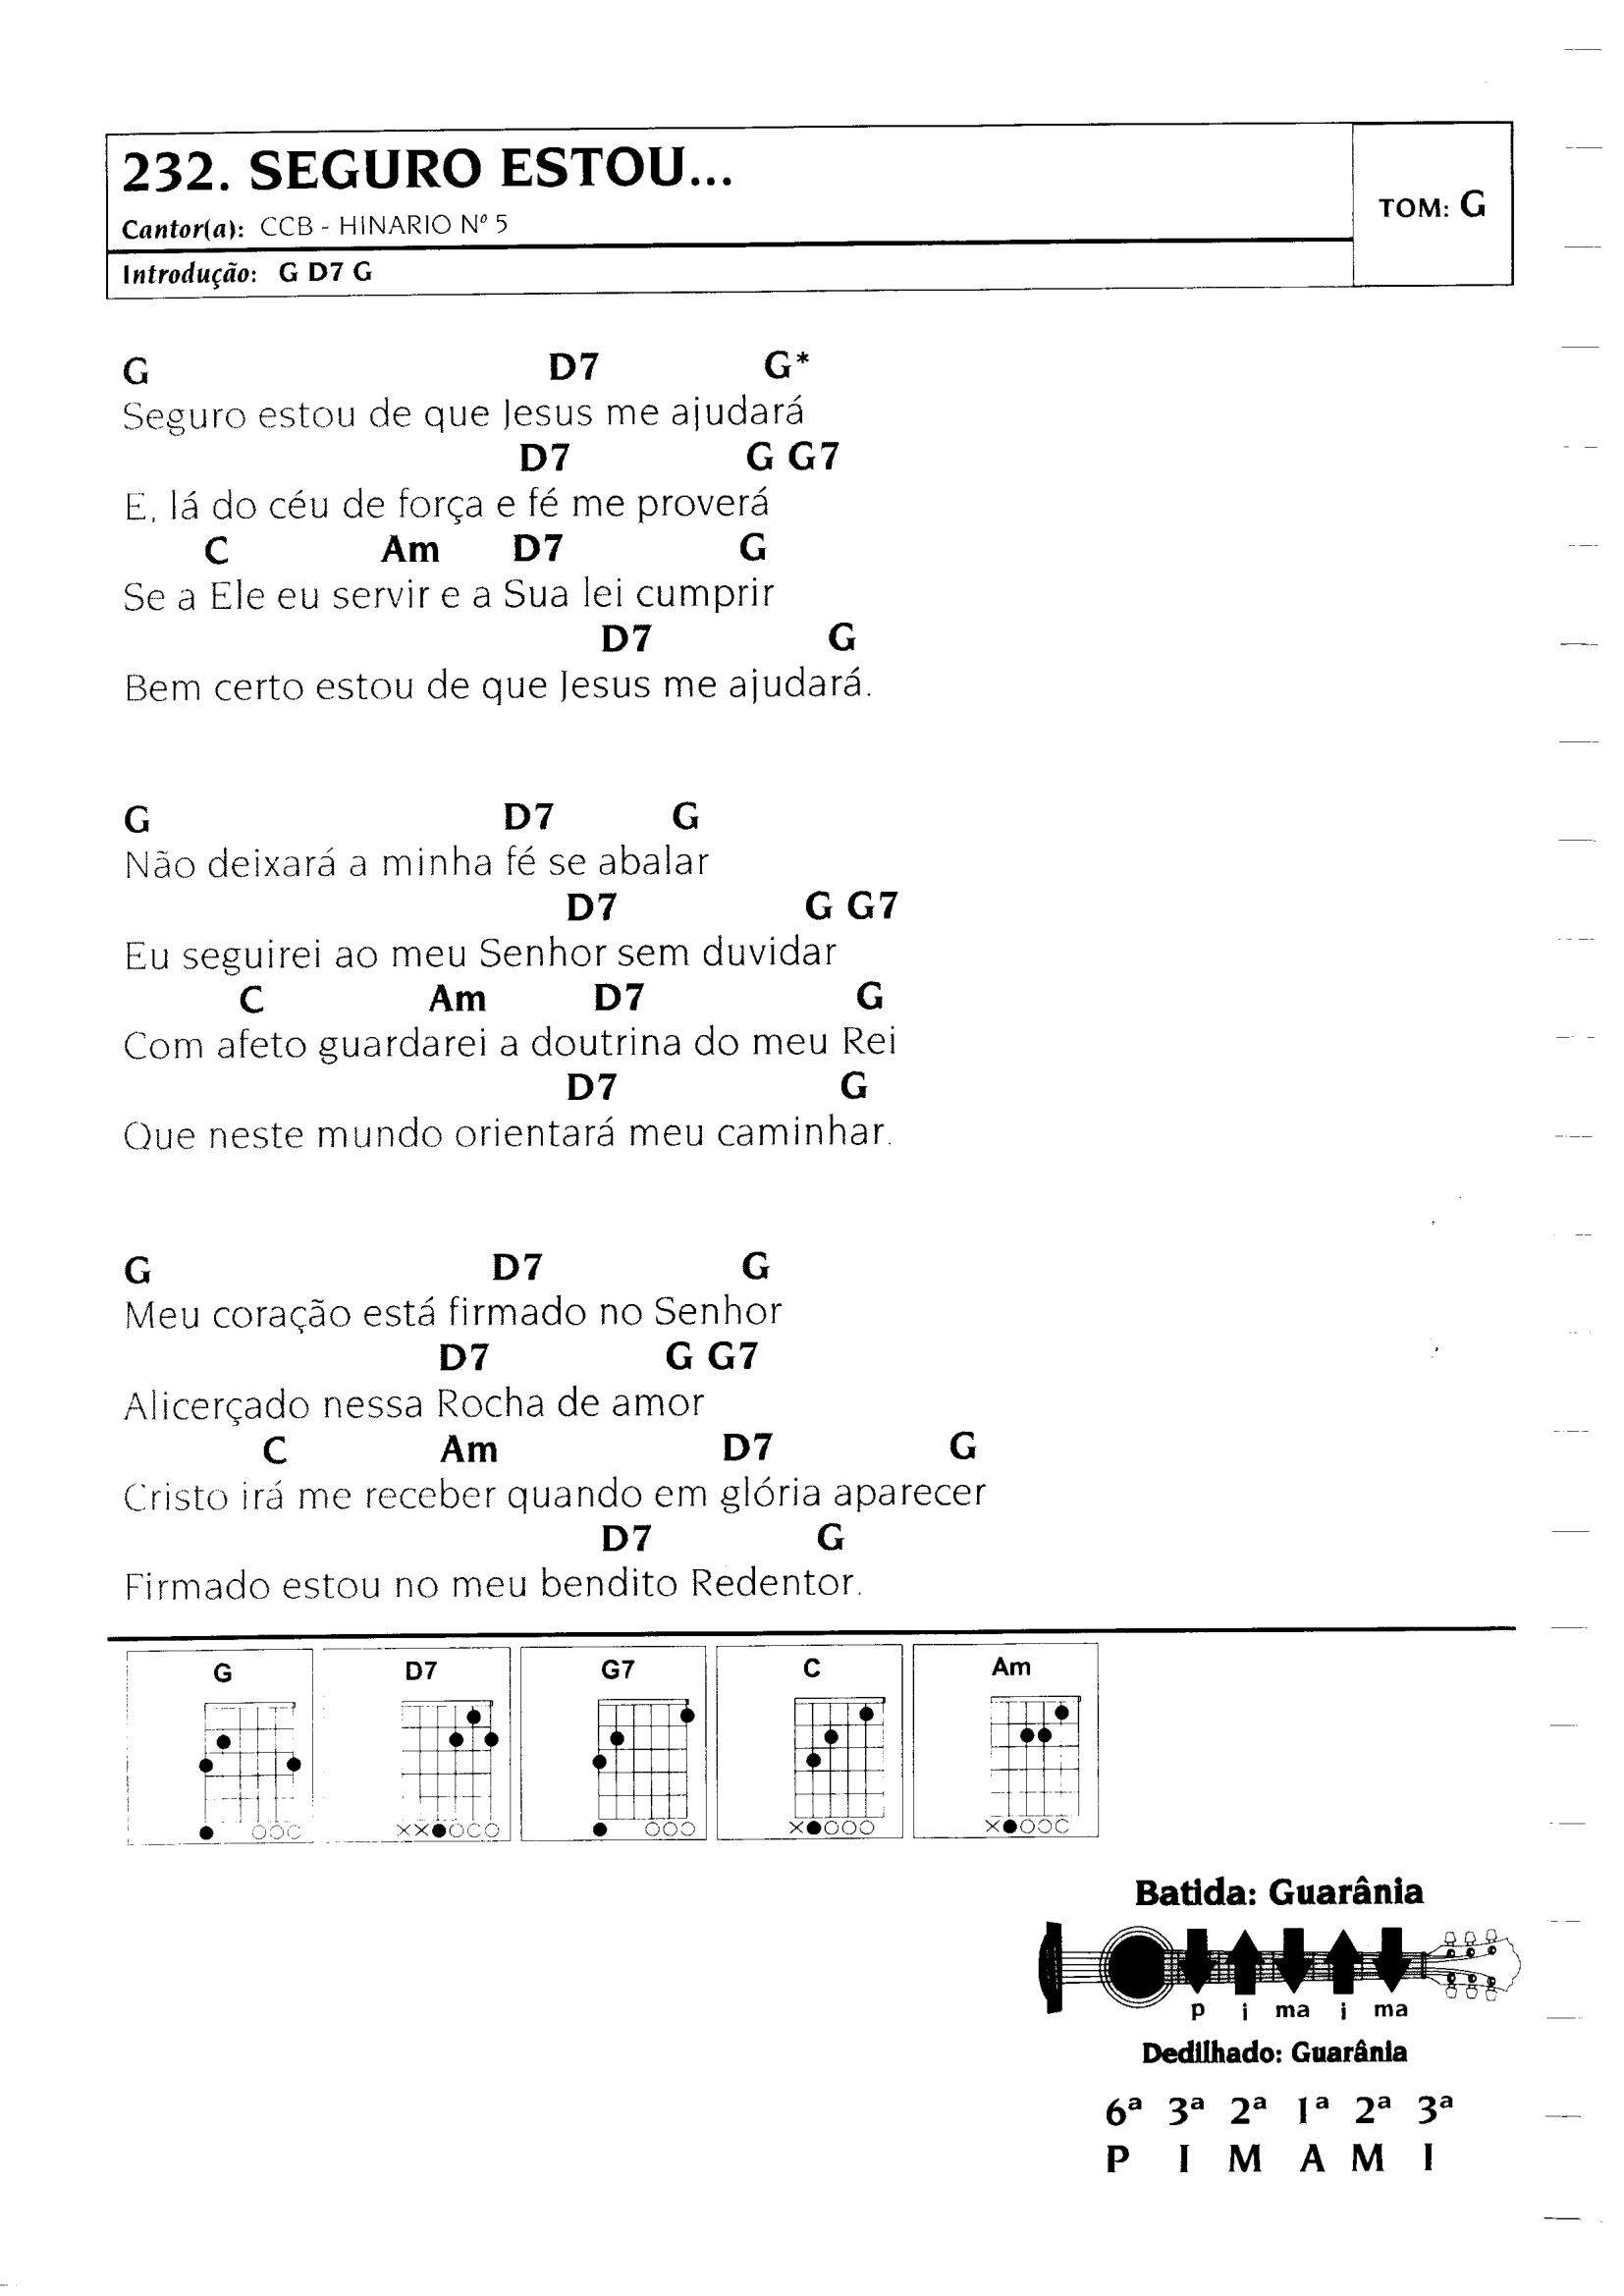 232. SEGURO ESTOU...
Cantor(a): CCB - HINARIO Nº 5
TOM: G
Introdução: G D7 G
G D7 G*
Seguro estou de que Jesus me ajudará
D7 G G7
E, lá do céu de força e fé me proverá
C Am D7 G
Se a Ele eu servir e a Sua lei cumprir
D7 G
Bem certo estou de que Jesus me ajudará.
G D7 G
Não deixará a minha fé se abalar
D7 G G7
Eu seguirei ao meu Senhor sem duvidar
C Am D7 G
Com afeto guardarei a doutrina do meu Rei
D7 G
Que neste mundo orientará meu caminhar.
G D7 G
Meu coração está firmado no Senhor
D7 G G7
Alicerçado nessa Rocha de amor
C Am D7 G
Cristo irá me receber quando em glória aparecer
D7 G
Firmado estou no meu bendito Redentor.
G D7 G7 C Am
Batida: Guarânia
p i ma i ma
Dedilhado: Guarânia
6ª 3ª 2ª 1ª 2ª 3ª
P I M A M I